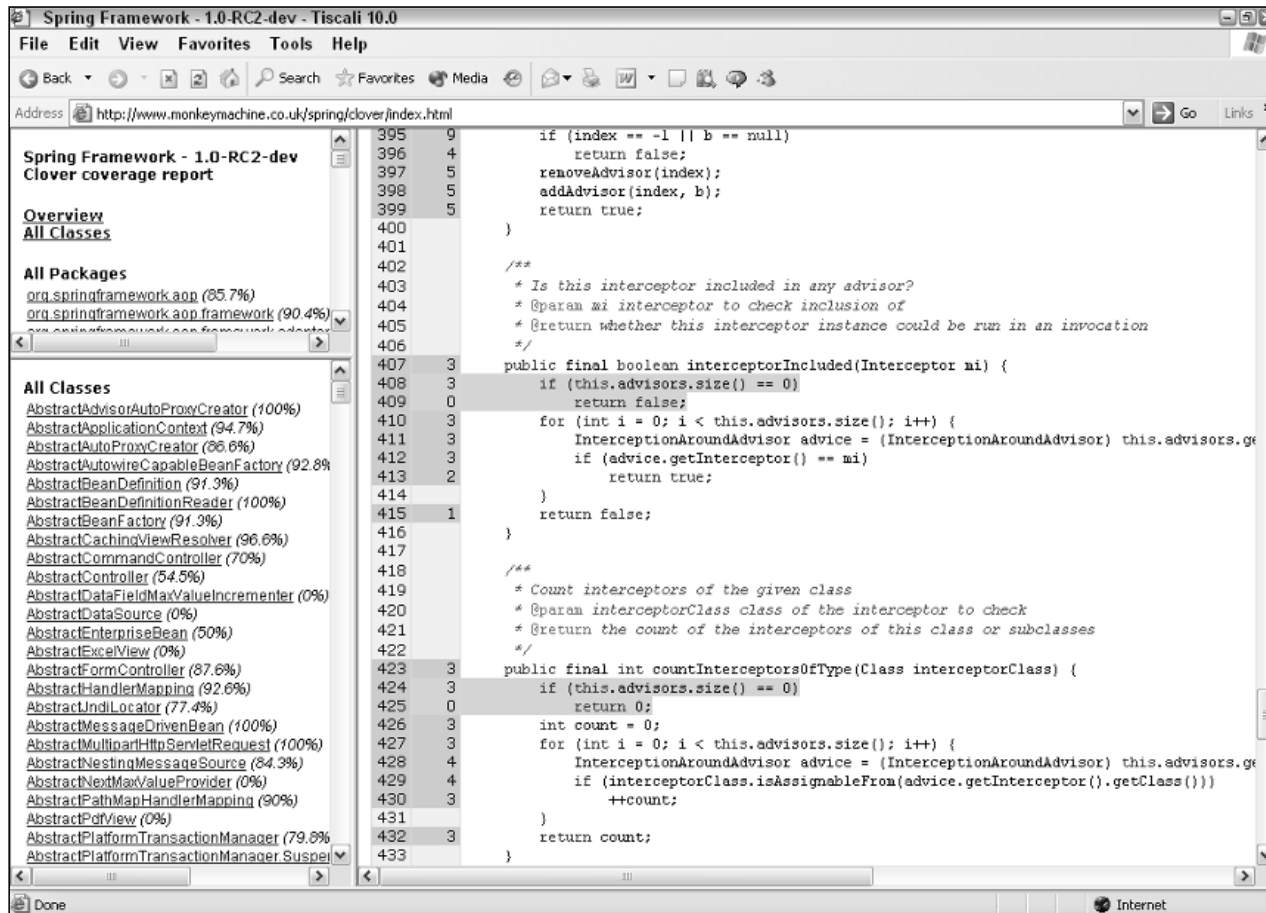 Spring Framework - 1.0-RC2-dev - Tiscali 10.0
File Edit View Favorites Tools Help
Back Search Favorites Media
Address http://www.monkeymachine.co.uk/spring/clover/index.html Go Links
Spring Framework - 1.0-RC2-dev
Clover coverage report
Overview
All Classes
All Packages
org.springframework.aop (85.7%)
org.springframework.aop.framework (90.4%)
org.springframework.aop.framework.adapter
All Classes
AbstractAdvisorAutoProxyCreator (100%)
AbstractApplicationContext (94.7%)
AbstractAutoProxyCreator (86.6%)
AbstractAutowireCapableBeanFactory (92.8%
AbstractBeanDefinition (91.3%)
AbstractBeanDefinitionReader (100%)
AbstractBeanFactory (91.3%)
AbstractCachingViewResolver (96.6%)
AbstractCommandController (70%)
AbstractController (54.5%)
AbstractDataFieldMaxValueIncrementer (0%)
AbstractDataSource (0%)
AbstractEnterpriseBean (50%)
AbstractExcelView (0%)
AbstractFormController (87.6%)
AbstractHandlerMapping (92.6%)
AbstractJndiLocator (77.4%)
AbstractMessageDrivenBean (100%)
AbstractMultipartHttpServletRequest (100%)
AbstractNestingMessageSource (84.3%)
AbstractNextMaxValueProvider (0%)
AbstractPathMapHandlerMapping (90%)
AbstractPdfView (0%)
AbstractPlatformTransactionManager (79.8%
AbstractPlatformTransactionManager.Suspe
395 9 if (index == -1 || b == null)
396 4 return false;
397 5 removeAdvisor(index);
398 5 addAdvisor(index, b);
399 5 return true;
400 }
401
402 /**
403 * Is this interceptor included in any advisor?
404 * @param mi interceptor to check inclusion of
405 * @return whether this interceptor instance could be run in an invocation
406 */
407 3 public final boolean interceptorIncluded(Interceptor mi) {
408 3 if (this.advisors.size() == 0)
409 0 return false;
410 3 for (int i = 0; i < this.advisors.size(); i++) {
411 3 InterceptionAroundAdvisor advice = (InterceptionAroundAdvisor) this.advisors.ge
412 3 if (advice.getInterceptor() == mi)
413 2 return true;
414 }
415 1 return false;
416 }
417
418 /**
419 * Count interceptors of the given class
420 * @param interceptorClass class of the interceptor to check
421 * @return the count of the interceptors of this class or subclasses
422 */
423 3 public final int countInterceptorsOfType(Class interceptorClass) {
424 3 if (this.advisors.size() == 0)
425 0 return 0;
426 3 int count = 0;
427 3 for (int i = 0; i < this.advisors.size(); i++) {
428 4 InterceptionAroundAdvisor advice = (InterceptionAroundAdvisor) this.advisors.ge
429 4 if (interceptorClass.isAssignableFrom(advice.getInterceptor().getClass()))
430 3 ++count;
431 }
432 3 return count;
433 }
Done Internet